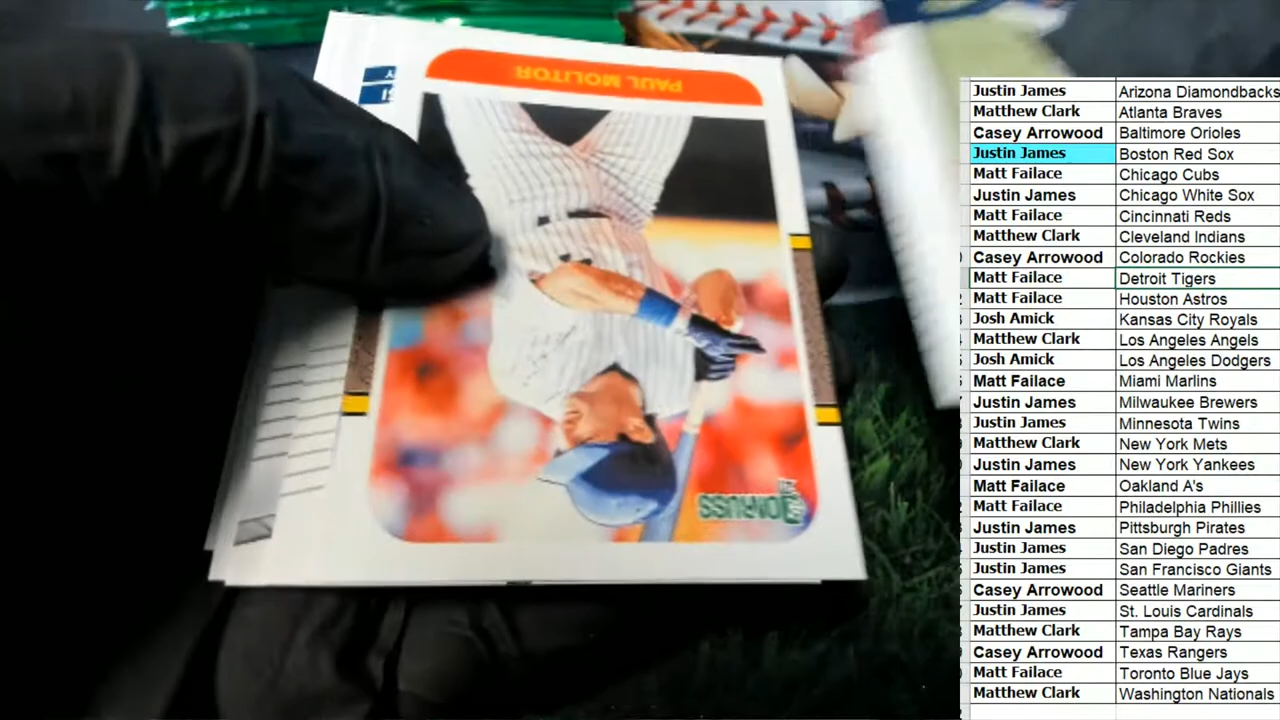 PAUL MOLITOR
DONRUSS
Justin James Arizona Diamondbacks
Matthew Clark Atlanta Braves
Casey Arrowood Baltimore Orioles
Justin James Boston Red Sox
Matt Failace Chicago Cubs
Justin James Chicago White Sox
Matt Failace Cincinnati Reds
Matthew Clark Cleveland Indians
Casey Arrowood Colorado Rockies
Matt Failace Detroit Tigers
Matt Failace Houston Astros
Josh Amick Kansas City Royals
Matthew Clark Los Angeles Angels
Josh Amick Los Angeles Dodgers
Matt Failace Miami Marlins
Justin James Milwaukee Brewers
Justin James Minnesota Twins
Matthew Clark New York Mets
Justin James New York Yankees
Matt Failace Oakland A's
Matt Failace Philadelphia Phillies
Justin James Pittsburgh Pirates
Justin James San Diego Padres
Justin James San Francisco Giants
Casey Arrowood Seattle Mariners
Justin James St. Louis Cardinals
Matthew Clark Tampa Bay Rays
Casey Arrowood Texas Rangers
Matt Failace Toronto Blue Jays
Matthew Clark Washington Nationals